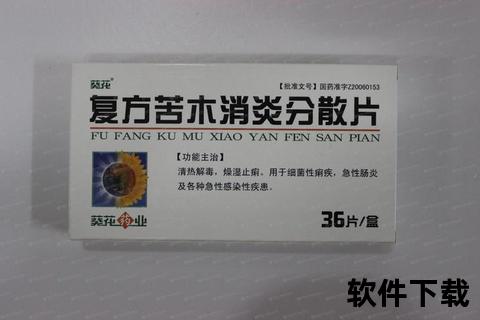 葵花®
【批准文号】国药准字Z20060153
复方苦木消炎分散片
FU FANG KU MU XIAO YAN FEN SAN PIAN
【功能主治】
清热解毒，燥湿止痢。用于细菌性痢疾，急性肠炎
及各种急性感染性疾患。
葵花药业
36片/盒
软件下载